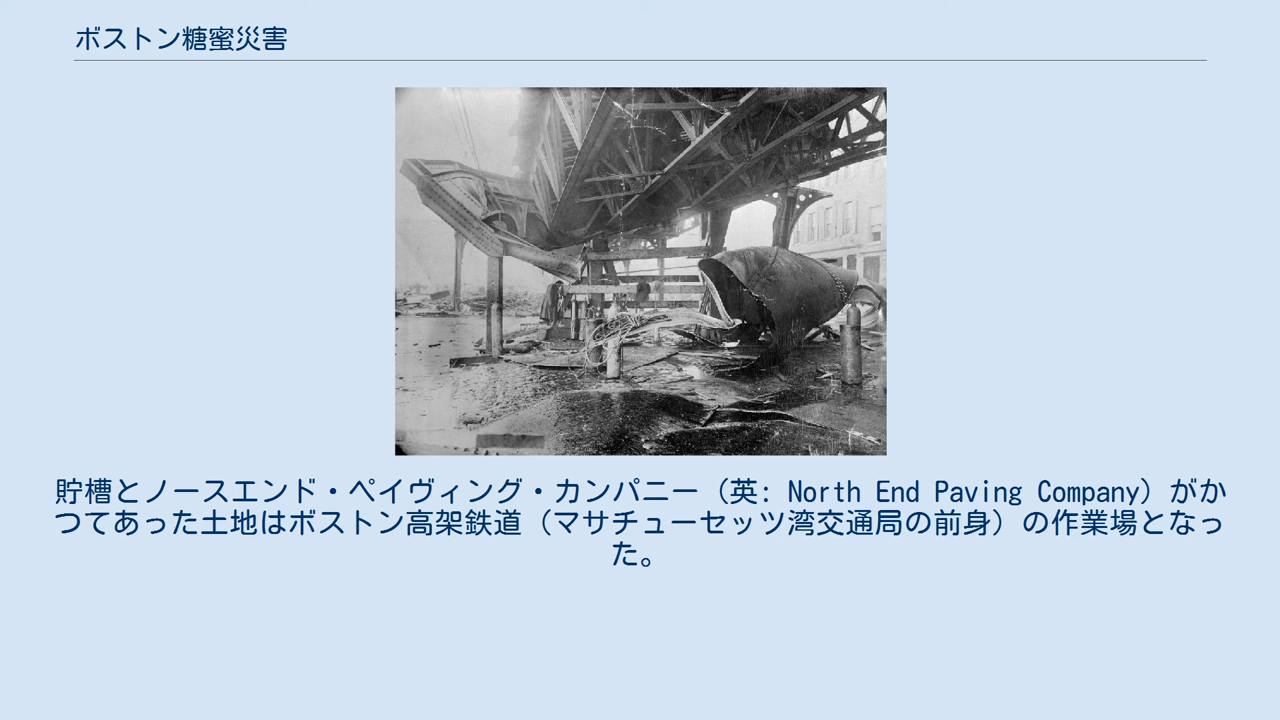 ボストン糖蜜災害
貯槽とノースエンド・ペイヴィング・カンパニー（英: North End Paving Company）がか
つてあった土地はボストン高架鉄道（マサチューセッツ湾交通局の前身）の作業場となっ
た。